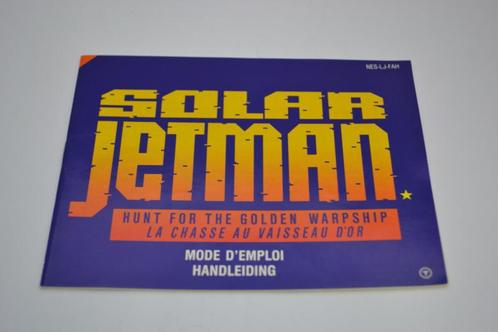 NES-LJ-FAH
SOLAR
JETMAN
HUNT FOR THE GOLDEN WARPSHIP
LA CHASSE AU VAISSEAU D'OR
MODE D'EMPLOI
HANDLEIDING